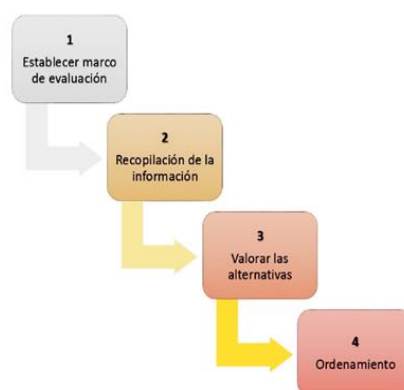 1
Establecer marco
de evaluación
2
Recopilación de la
información
3
Valorar las
alternativas
4
Ordenamiento